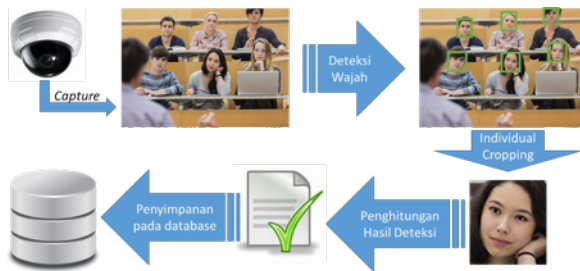 Capture
Deteksi
Wajah
Individual
Cropping
Penghitungan
Hasil Deteksi
Penyimpanan
pada database